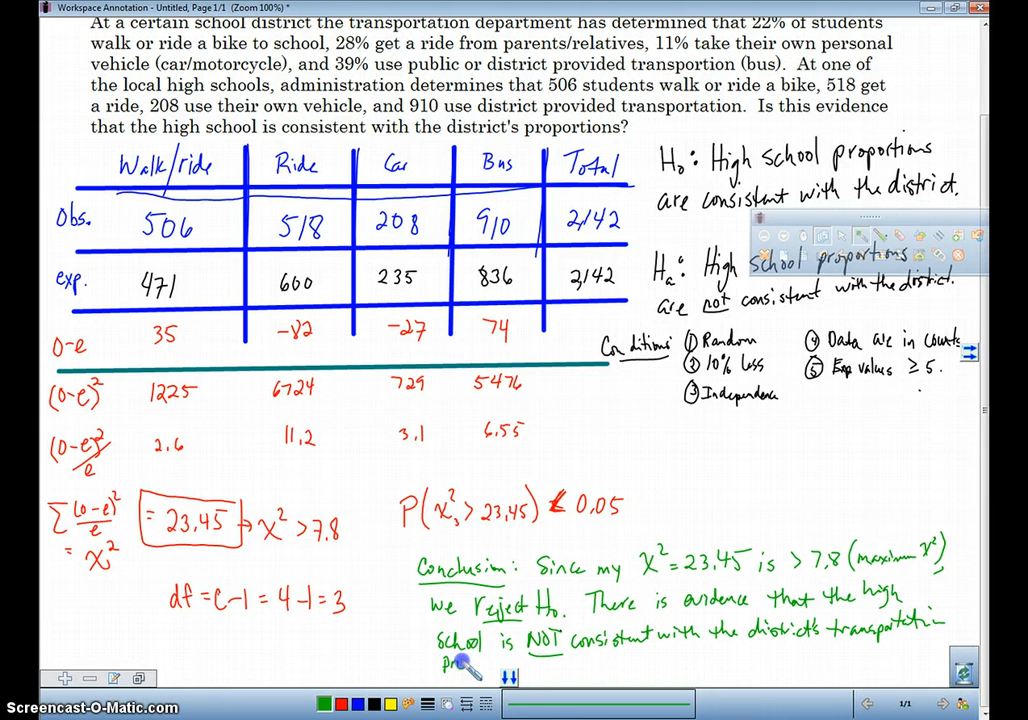 Workspace Annotation - Untitled, Page 1/1 (Zoom 100%) *
At a certain school district the transportation department has determined that 22% of students
walk or ride a bike to school, 28% get a ride from parents/relatives, 11% take their own personal
vehicle (car/motorcycle), and 39% use public or district provided transportion (bus). At one of
the local high schools, administration determines that 506 students walk or ride a bike, 518 get
a ride, 208 use their own vehicle, and 910 use district provided transportation. Is this evidence
that the high school is consistent with the district's proportions?
Walk/ride Ride Car Bus Total
Obs. 506 518 208 910 2,142
exp. 471 600 235 836 2,142
O-e 35 -82 -27 74
(O-e)² 1225 6724 729 5476
(O-e)²/e 2.6 11.2 3.1 6.55
Σ (O-e)²/e = 23.45 → χ² > 7.8
= χ²
df = C-1 = 4-1 = 3
H₀: High school proportions
are consistent with the district.
Hₐ: High school proportions
are not consistent with the district.
Conditions: ① Random
② 10% less
③ Independence
④ Data are in counts
⑤ Exp values ≥ 5.
P(χ²₃ > 23.45) < 0.05
Conclusion: Since my χ² = 23.45 is > 7.8 (maximum χ²),
we reject H₀. There is evidence that the high
school is NOT consistent with the district's transportation
1/1
Screencast-O-Matic.com